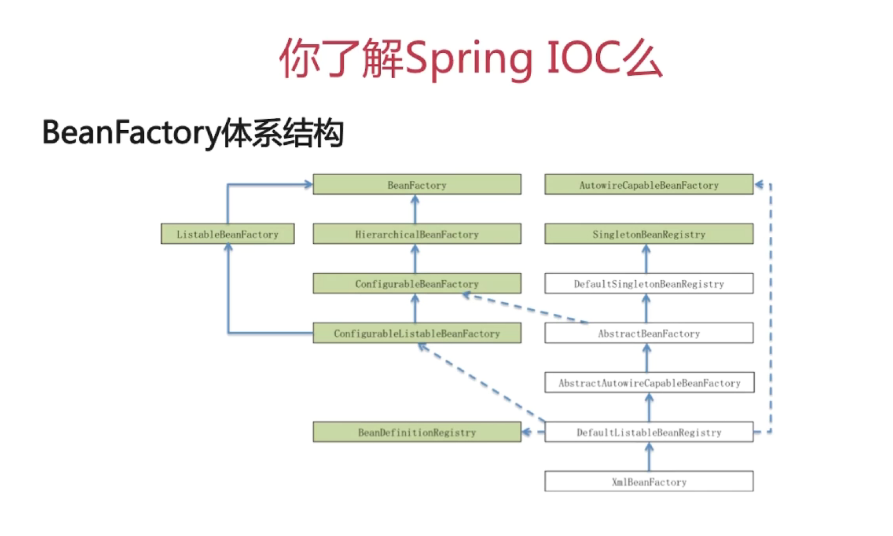 你了解Spring IOC么
BeanFactory体系结构
BeanFactory
AutowireCapableBeanFactory
ListableBeanFactory
HierarchicalBeanFactory
SingletonBeanRegistry
ConfigurableBeanFactory
DefaultSingletonBeanRegistry
ConfigurableListableBeanFactory
AbstractBeanFactory
AbstractAutowireCapableBeanFactory
BeanDefinitionRegistry
DefaultListableBeanRegistry
XmlBeanFactory